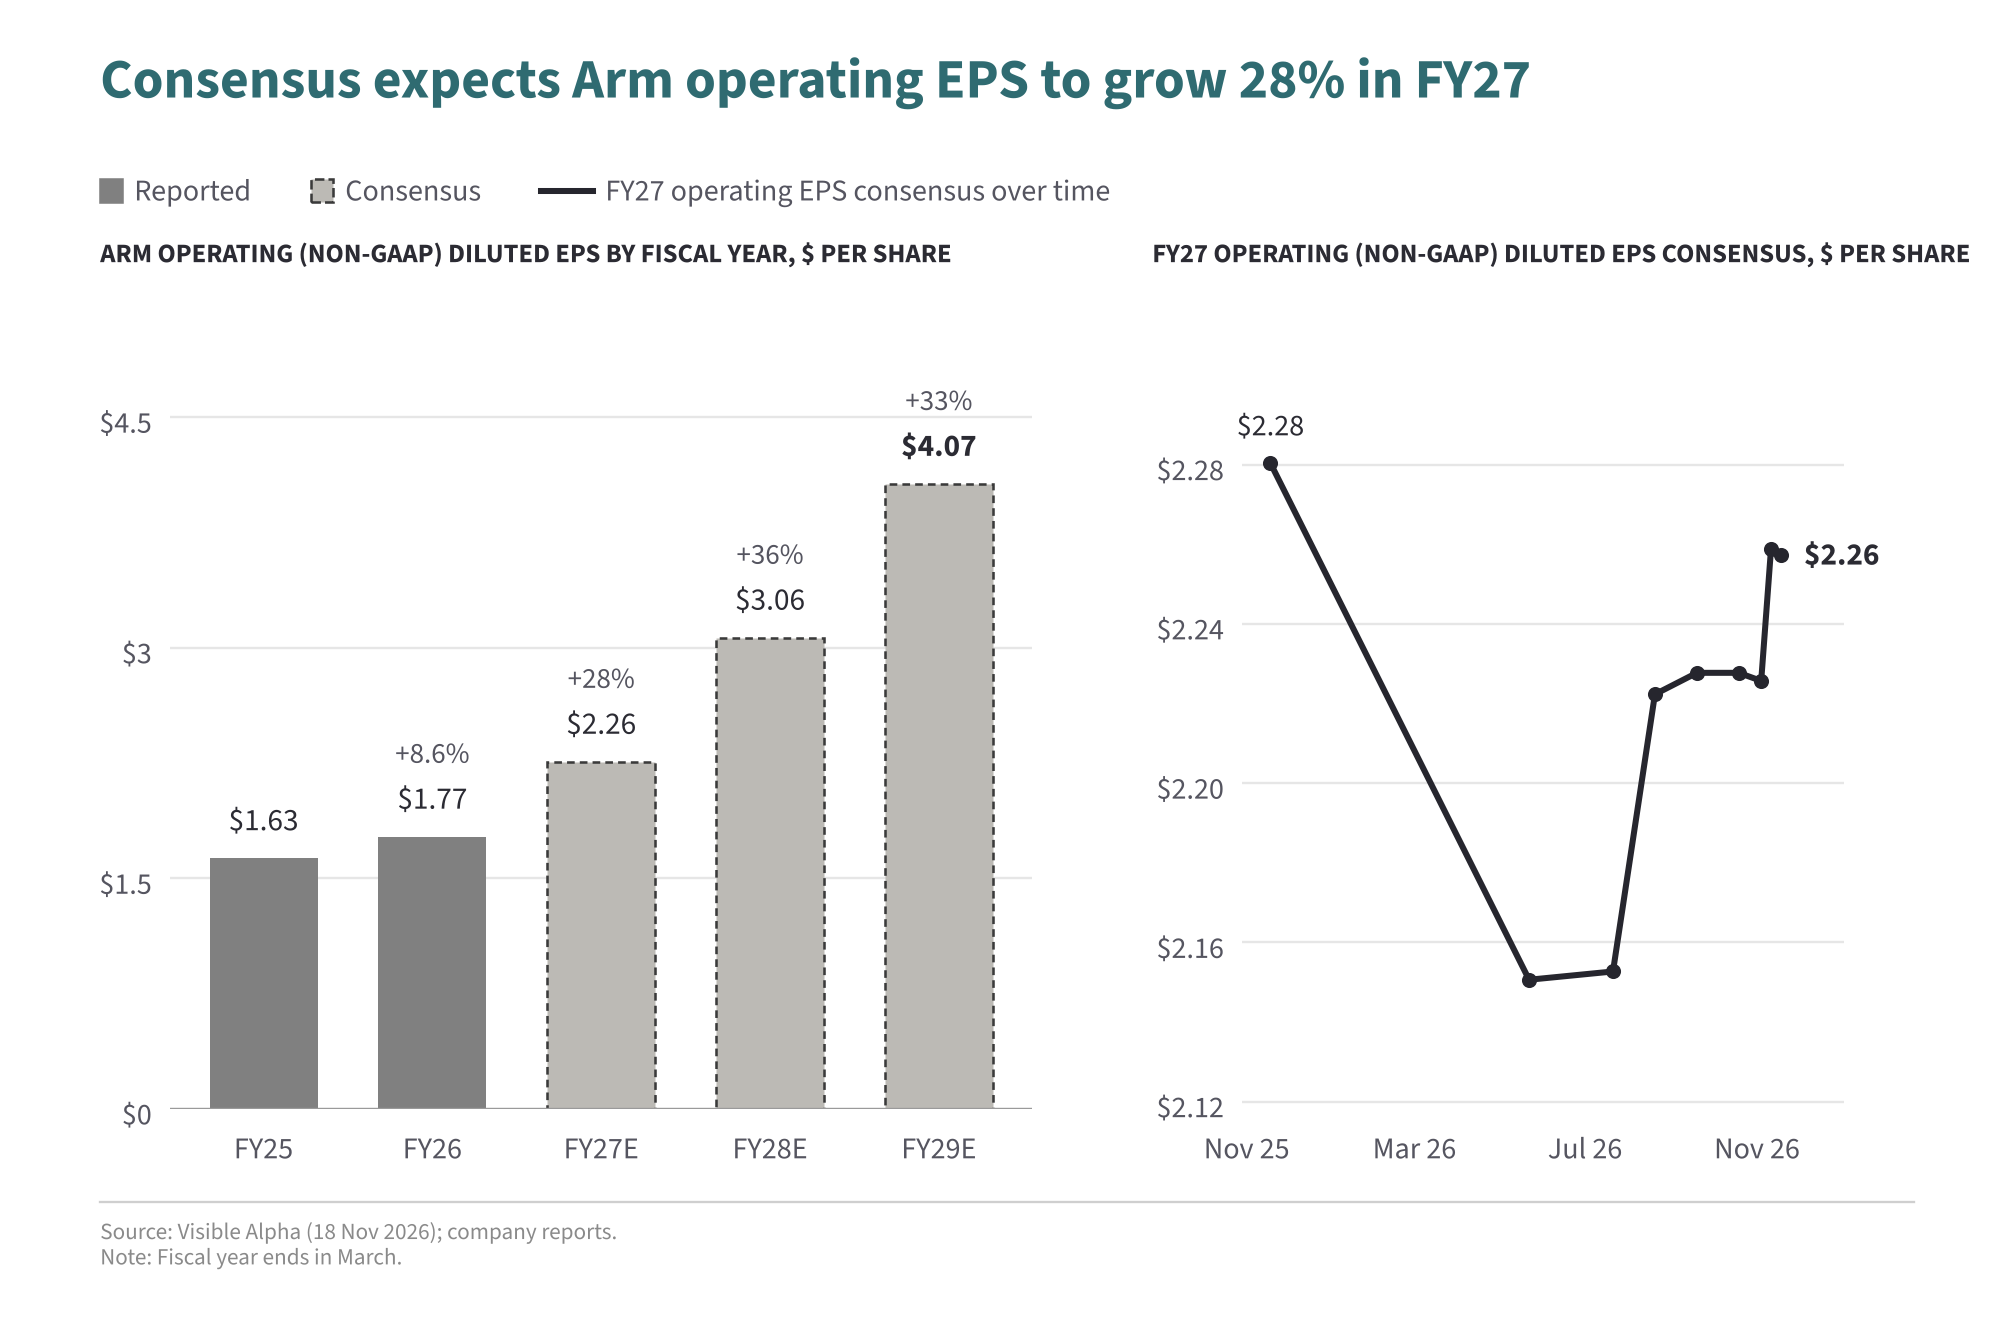 Consensus expects Arm operating EPS to grow 28% in FY27
Reported
Consensus
FY27 operating EPS consensus over time
ARM OPERATING (NON-GAAP) DILUTED EPS BY FISCAL YEAR, $ PER SHARE
$4.5
$3
$1.5
$0
$1.63
+8.6%
$1.77
+28%
$2.26
+36%
$3.06
+33%
$4.07
FY25
FY26
FY27E
FY28E
FY29E
FY27 OPERATING (NON-GAAP) DILUTED EPS CONSENSUS, $ PER SHARE
$2.28
$2.28
$2.24
$2.20
$2.16
$2.12
$2.26
Nov 25
Mar 26
Jul 26
Nov 26
Source: Visible Alpha (18 Nov 2026); company reports.
Note: Fiscal year ends in March.